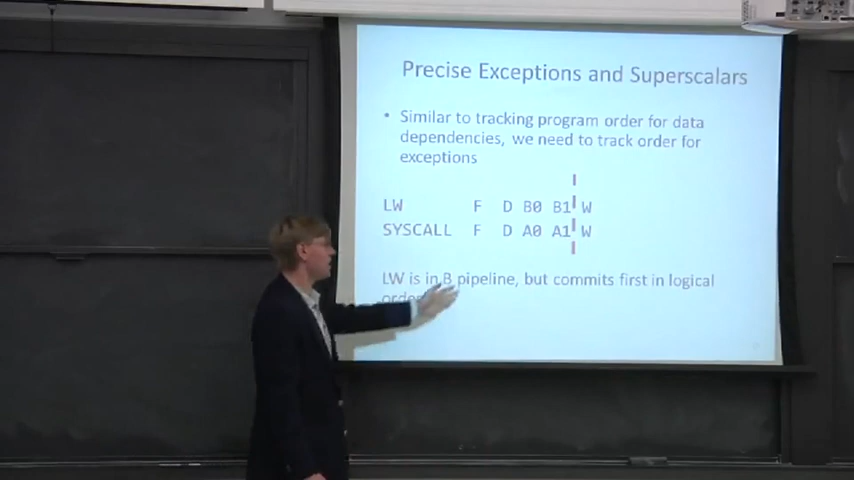 Precise Exceptions and Superscalars
• Similar to tracking program order for data
dependencies, we need to track order for
exceptions
LW F D B0 B1 W
SYSCALL F D A0 A1 W
LW is in B pipeline, but commits first in logical
order